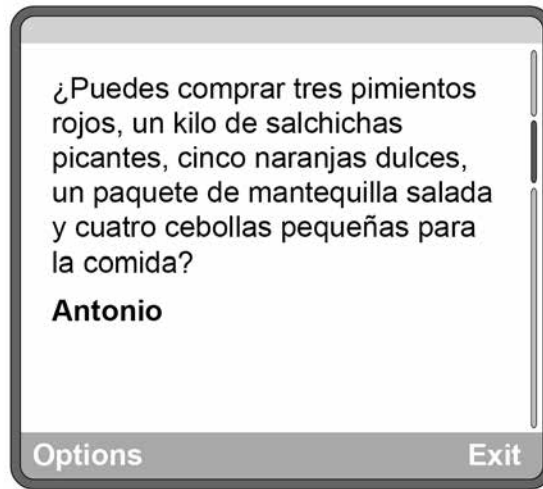 ¿Puedes comprar tres pimientos
rojos, un kilo de salchichas
picantes, cinco naranjas dulces,
un paquete de mantequilla salada
y cuatro cebollas pequeñas para
la comida?
Antonio
Options Exit